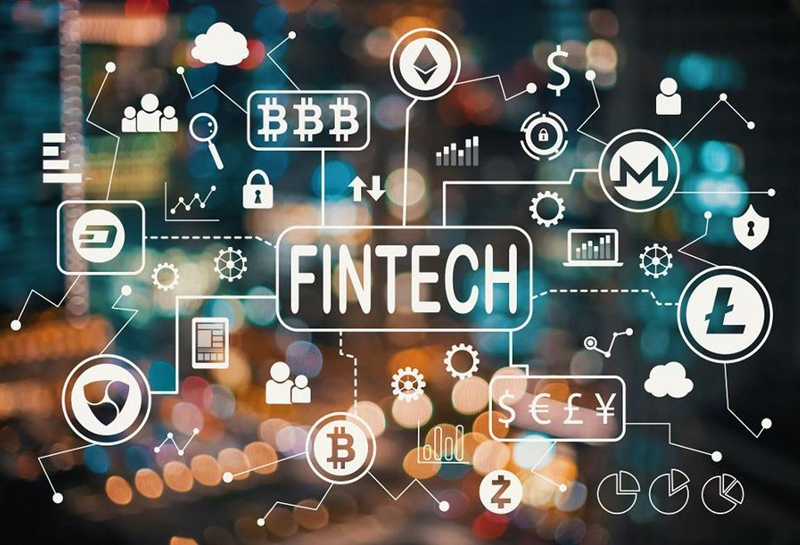 $
₿₿₿
FINTECH
$ € £ ¥